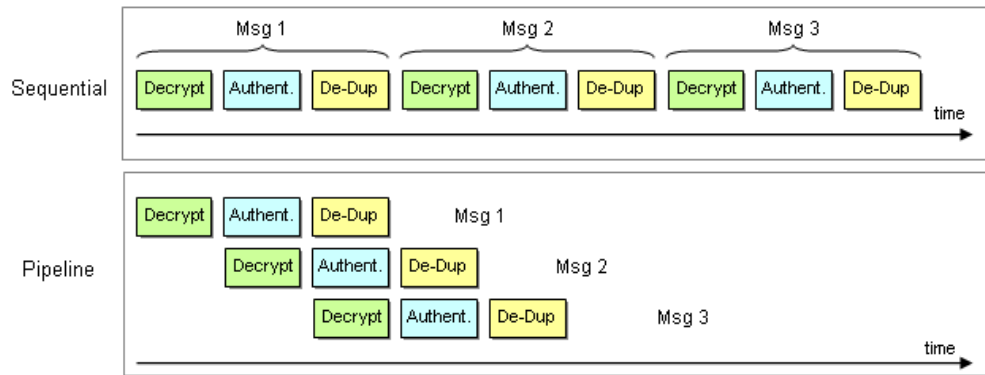 Msg 1 Msg 2 Msg 3
Sequential Decrypt Authent. De-Dup Decrypt Authent. De-Dup Decrypt Authent. De-Dup
time
Decrypt Authent. De-Dup Msg 1
Pipeline Decrypt Authent. De-Dup Msg 2
Decrypt Authent. De-Dup Msg 3
time